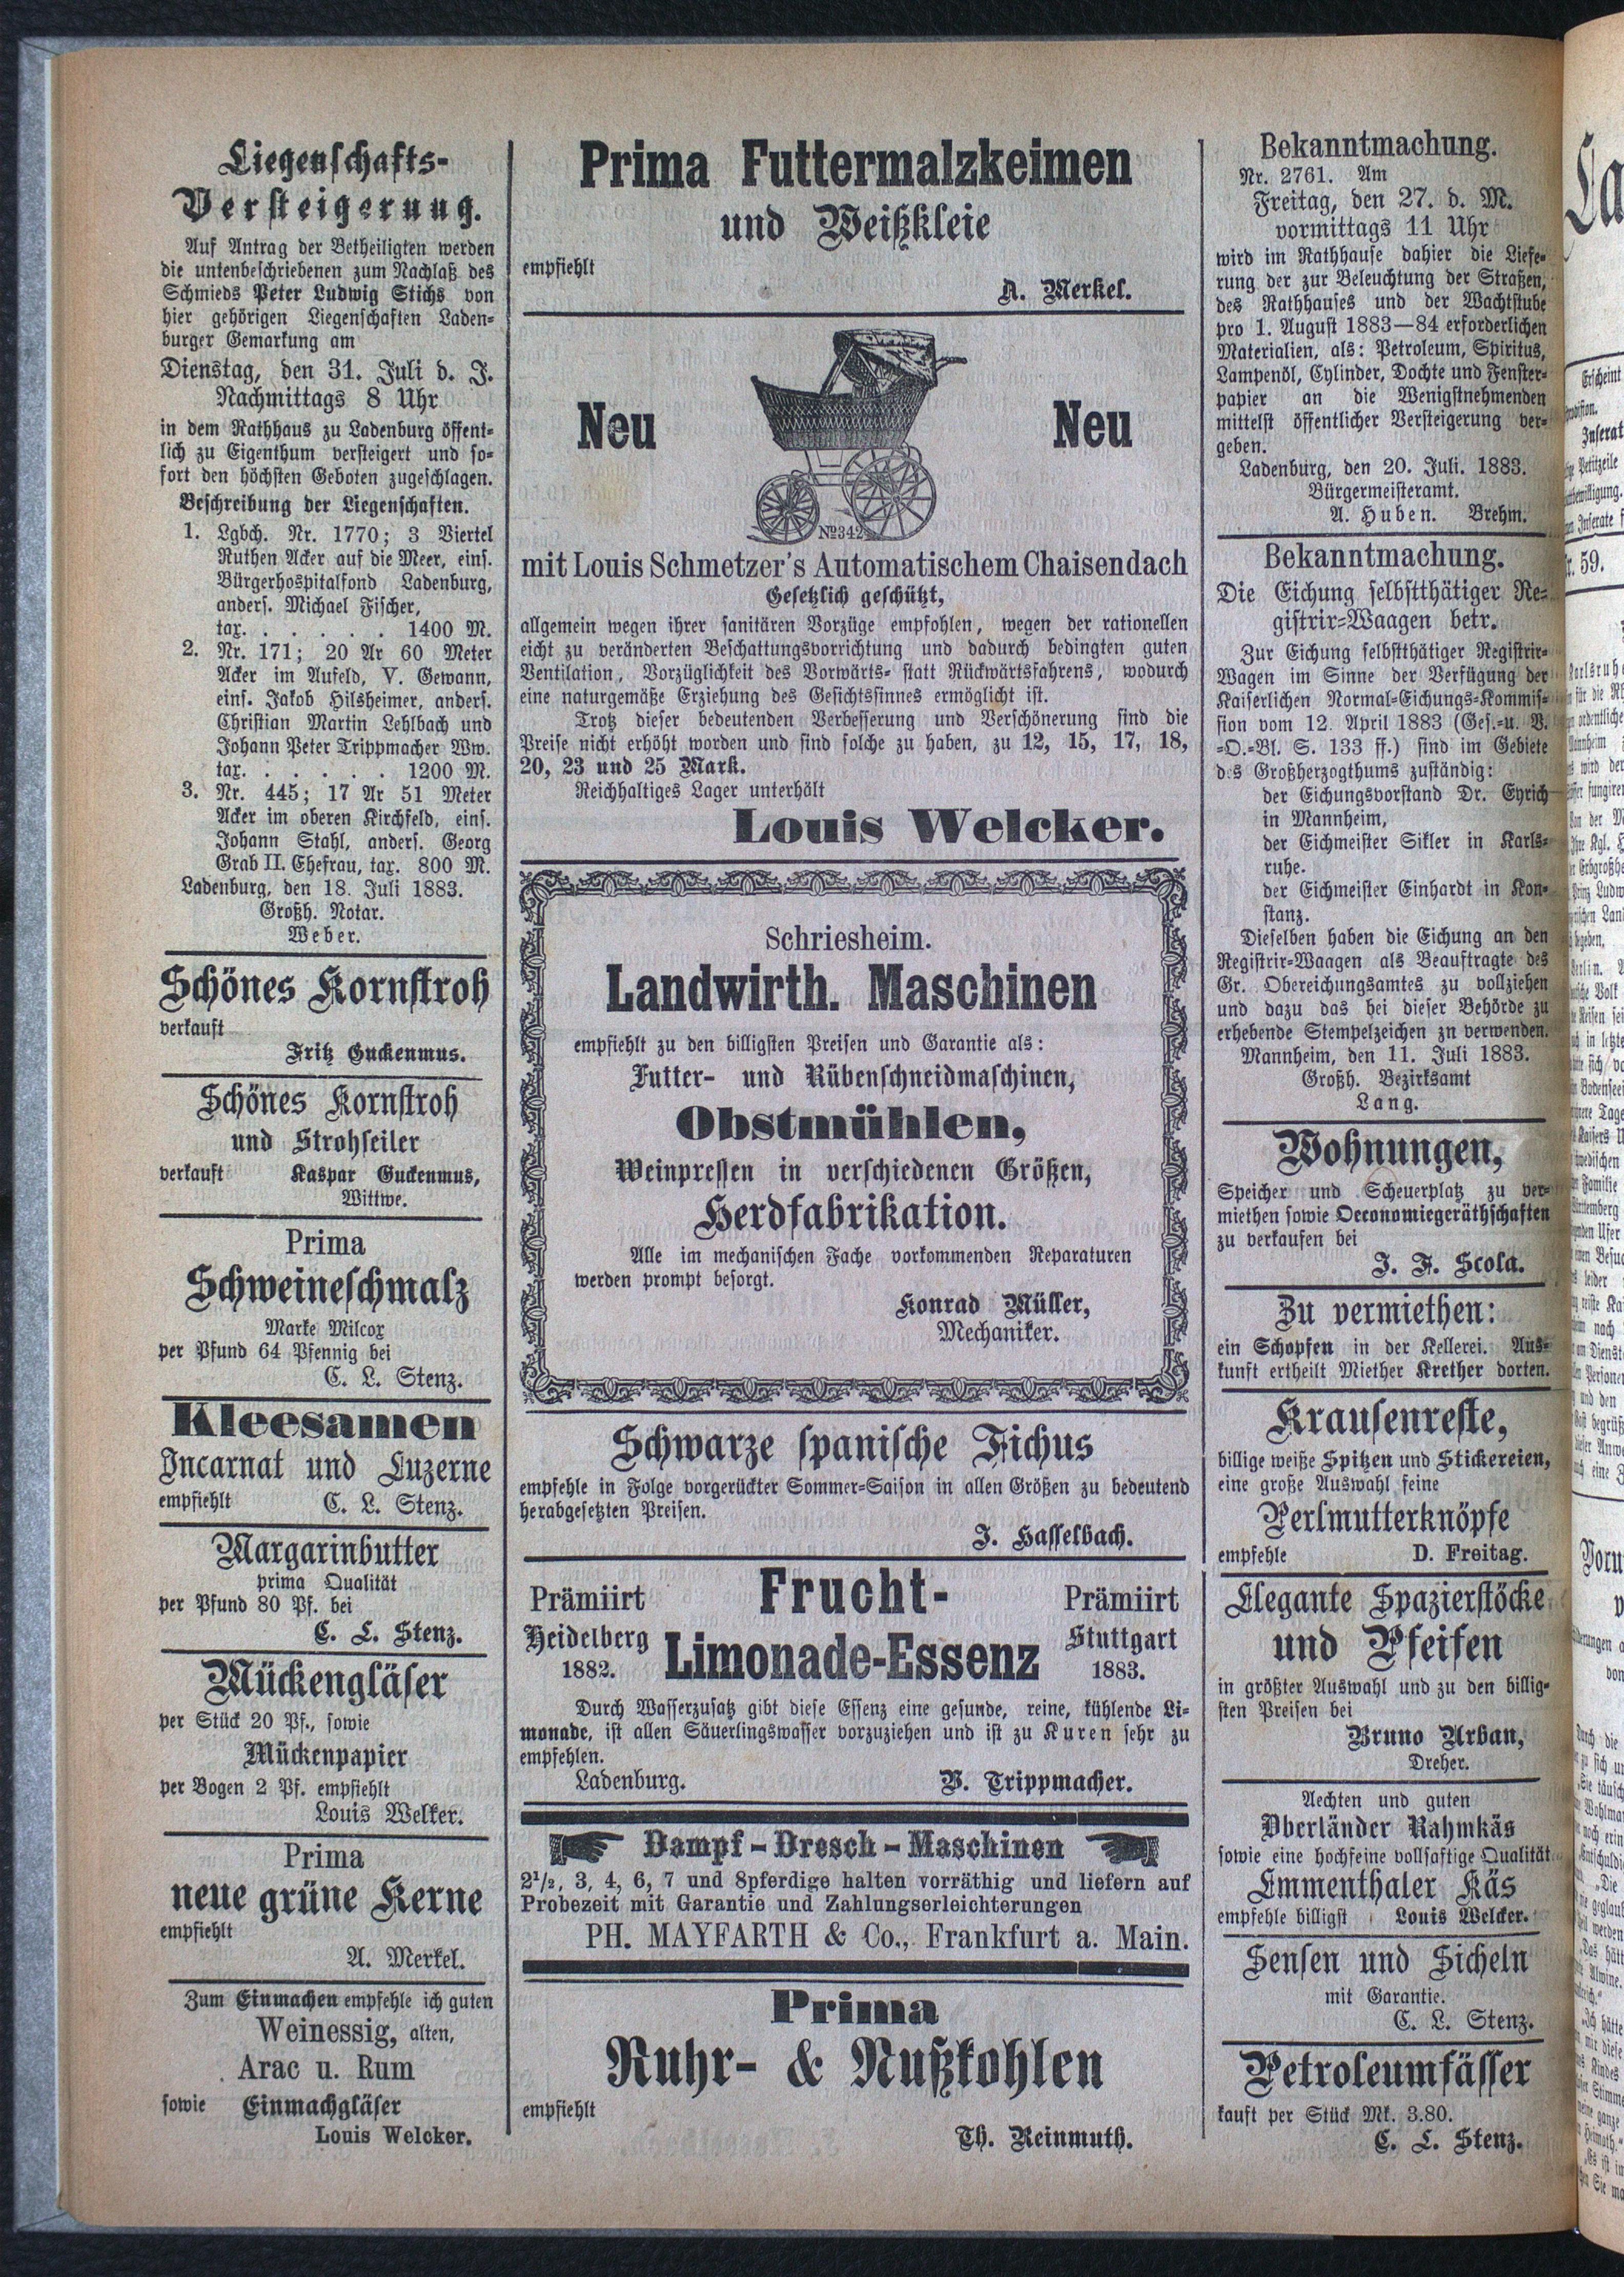 Liegenschafts-
Versteigerung.
Auf Antrag der Betheiligten werden
die untenbeschriebenen zum Nachlaß des
Schmieds Peter Ludwig Stichs von
hier gehörigen Liegenschaften Laden-
burger Gemarkung am
Dienstag, den 31. Juli d. J.
Nachmittags 8 Uhr
in dem Rathhaus zu Ladenburg öffent-
lich zu Eigenthum versteigert und so-
fort den höchsten Geboten zugeschlagen.
Beschreibung der Liegenschaften.
1. Lgbch. Nr. 1770; 3 Viertel
Ruthen Acker auf die Meer, eins.
Bürgerhospitalfond Ladenburg,
anders. Michael Fischer,
tax. . . . . . 1400 M.
2. Nr. 171; 20 Ar 60 Meter
Acker im Aufeld, V. Gewann,
eins. Jakob Hilsheimer, anders.
Christian Martin Lehlbach und
Johann Peter Trippmacher Ww.
tax. . . . . . 1200 M.
3. Nr. 445; 17 Ar 51 Meter
Acker im oberen Kirchfeld, eins.
Johann Stahl, anders. Georg
Grab II. Ehefrau, tax. 800 M.
Ladenburg, den 18. Juli 1883.
Großh. Notar.
Weber.
Schönes Kornstroh
verkauft
Fritz Guckenmus.
Schönes Kornstroh
und Strohseiler
verkauft Kaspar Guckenmus,
Wittwe.
Prima
Schweineschmalz
Marke Milcox
per Pfund 64 Pfennig bei
C. L. Stenz.
Kleesamen
Incarnat und Luzerne
empfiehlt C. L. Stenz.
Margarinbutter
prima Qualität
per Pfund 80 Pf. bei
C. L. Stenz.
Mückengläser
per Stück 20 Pf., sowie
Mückenpapier
per Bogen 2 Pf. empfiehlt
Louis Welker.
Prima
neue grüne Kerne
empfiehlt
A. Merkel.
Zum Einmachen empfehle ich guten
Weinessig, alten,
Arac u. Rum
sowie Einmachgläser
Louis Welcker.
Prima Futtermalzkeimen
und Weißkleie
empfiehlt
A. Merkel.
Neu Neu
No 342
mit Louis Schmetzer's Automatischem Chaisendach
Gesetzlich geschützt,
allgemein wegen ihrer sanitären Vorzüge empfohlen, wegen der rationellen
eicht zu veränderten Beschattungsvorrichtung und dadurch bedingten guten
Ventilation, Vorzüglichkeit des Vorwärts- statt Rückwärtsfahrens, wodurch
eine naturgemäße Erziehung des Gesichtssinnes ermöglicht ist.
Trotz dieser bedeutenden Verbesserung und Verschönerung sind die
Preise nicht erhöht worden und sind solche zu haben, zu 12, 15, 17, 18,
20, 23 und 25 Mark.
Reichhaltiges Lager unterhält
Louis Welcker.
Schriesheim.
Landwirth. Maschinen
empfiehlt zu den billigsten Preisen und Garantie als:
Futter- und Rübenschneidmaschinen,
Obstmühlen,
Weinpressen in verschiedenen Größen,
Herdfabrikation.
Alle im mechanischen Fache vorkommenden Reparaturen
werden prompt besorgt.
Konrad Müller,
Mechaniker.
Schwarze spanische Fichus
empfehle in Folge vorgerückter Sommer-Saison in allen Größen zu bedeutend
herabgesetzten Preisen.
J. Hasselbach.
Prämiirt Frucht- Prämiirt
Heidelberg Limonade-Essenz Stuttgart
1882. 1883.
Durch Wasserzusatz gibt diese Essenz eine gesunde, reine, kühlende Li-
monade, ist allen Säuerlingswasser vorzuziehen und ist zu Kuren sehr zu
empfehlen.
Ladenburg. P. Trippmacher.
Dampf-Dresch-Maschinen
2½, 3, 4, 6, 7 und 8pferdige halten vorräthig und liefern auf
Probezeit mit Garantie und Zahlungserleichterungen
PH. MAYFARTH & Co., Frankfurt a. Main.
Prima
Ruhr- & Nußkohlen
empfiehlt
Th. Reinmuth.
Bekanntmachung.
Nr. 2761. Am
Freitag, den 27. d. M.
vormittags 11 Uhr
wird im Rathhause dahier die Liefe-
rung der zur Beleuchtung der Straßen,
des Rathhauses und der Wachtstube
pro 1. August 1883—84 erforderlichen
Materialien, als: Petroleum, Spiritus,
Lampenöl, Cylinder, Dochte und Fenster-
papier an die Wenigstnehmenden
mittelst öffentlicher Versteigerung ver-
geben.
Ladenburg, den 20. Juli. 1883.
Bürgermeisteramt.
A. Huben. Brehm.
Bekanntmachung.
Die Eichung selbstthätiger Re-
gistrir-Waagen betr.
Zur Eichung selbstthätiger Registrir-
Wagen im Sinne der Verfügung der
Kaiserlichen Normal-Eichungs-Kommis-
sion vom 12. April 1883 (Ges.-u. V.
-O.-Bl. S. 133 ff.) sind im Gebiete
d.s Großherzogthums zuständig:
der Eichungsvorstand Dr. Eyrich
in Mannheim,
der Eichmeister Sikler in Karls-
ruhe.
der Eichmeister Einhardt in Kon-
stanz.
Dieselben haben die Eichung an den
Registrir-Waagen als Beauftragte des
Gr. Obereichungsamtes zu vollziehen
und dazu das hei dieser Behörde zu
erhebende Stempelzeichen zn verwenden.
Mannheim, den 11. Juli 1883.
Großh. Bezirksamt
Lang.
Wohnungen,
Speicher und Scheuerplatz zu ver-
miethen sowie Oeconomiegeräthschaften
zu verkaufen bei
J. F. Scola.
Zu vermiethen:
ein Schopfen in der Kellerei. Aus-
kunft ertheilt Miether Krether dorten.
Krausenreste,
billige weiße Spitzen und Stickereien,
eine große Auswahl feine
Perlmutterknöpfe
empfehle D. Freitag.
Elegante Spazierstöcke
und Pfeifen
in größter Auswahl und zu den billig-
sten Preisen bei
Bruno Urban,
Dreher.
Aechten und guten
Oberländer Rahmkäs
sowie eine hochfeine vollsaftige Qualität
Emmenthaler Käs
empfehle billigst Louis Welcker.
Sensen und Sicheln
mit Garantie.
C. L. Stenz.
Petroleumfässer
kauft per Stück Mk. 3.80.
C. L. Stenz.